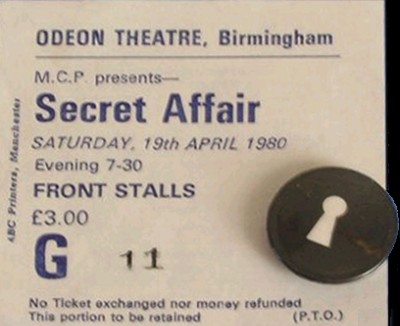 ODEON THEATRE, Birmingham
M.C.P. presents—
Secret Affair
SATURDAY, 19th APRIL 1980
Evening 7-30
FRONT STALLS
£3.00
G 11
No Ticket exchanged nor money refunded
This portion to be retained (P.T.O.)
ABC Printers, Manchester